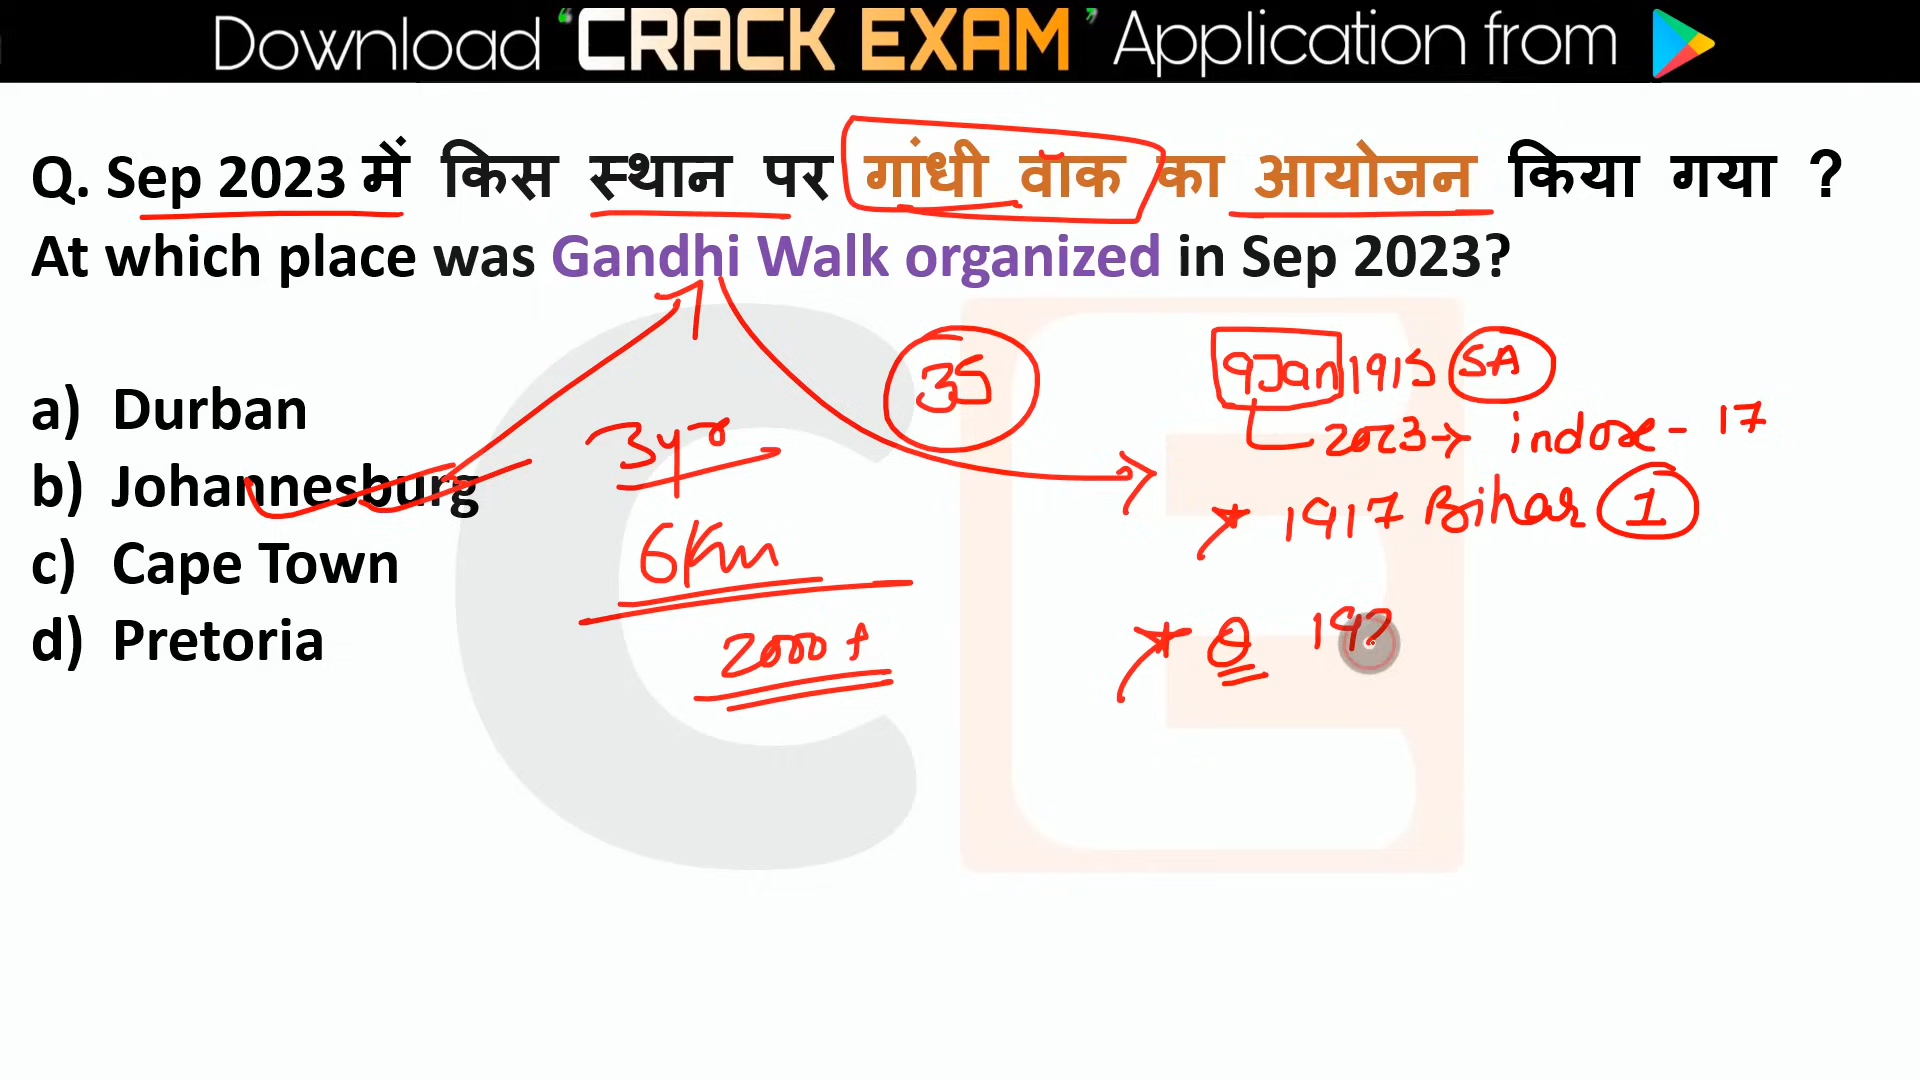 Download ‘CRACK EXAM’ Application from
Q. Sep 2023 में किस स्थान पर गांधी वॉक का आयोजन किया गया ?
At which place was Gandhi Walk organized in Sep 2023?
a) Durban
b) Johannesburg
c) Cape Town
d) Pretoria
35
3yr
6Km
2000+
9Jan 1915 SA
2023→ indore - 17
1917 Bihar 1
Q 192